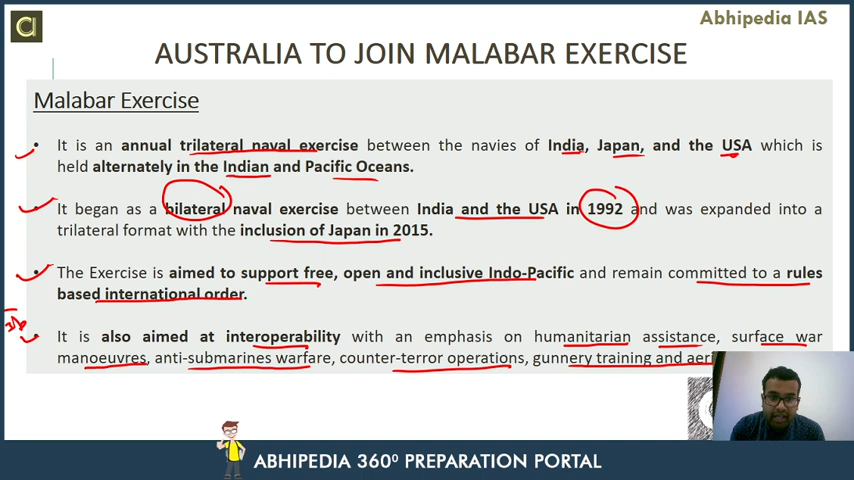 Abhipedia IAS
AUSTRALIA TO JOIN MALABAR EXERCISE
Malabar Exercise
• It is an annual trilateral naval exercise between the navies of India, Japan, and the USA which is
held alternately in the Indian and Pacific Oceans.
• It began as a bilateral naval exercise between India and the USA in 1992 and was expanded into a
trilateral format with the inclusion of Japan in 2015.
• The Exercise is aimed to support free, open and inclusive Indo-Pacific and remain committed to a rules
based international order.
• It is also aimed at interoperability with an emphasis on humanitarian assistance, surface war
manoeuvres, anti-submarines warfare, counter-terror operations, gunnery training and
ABHIPEDIA 360⁰ PREPARATION PORTAL